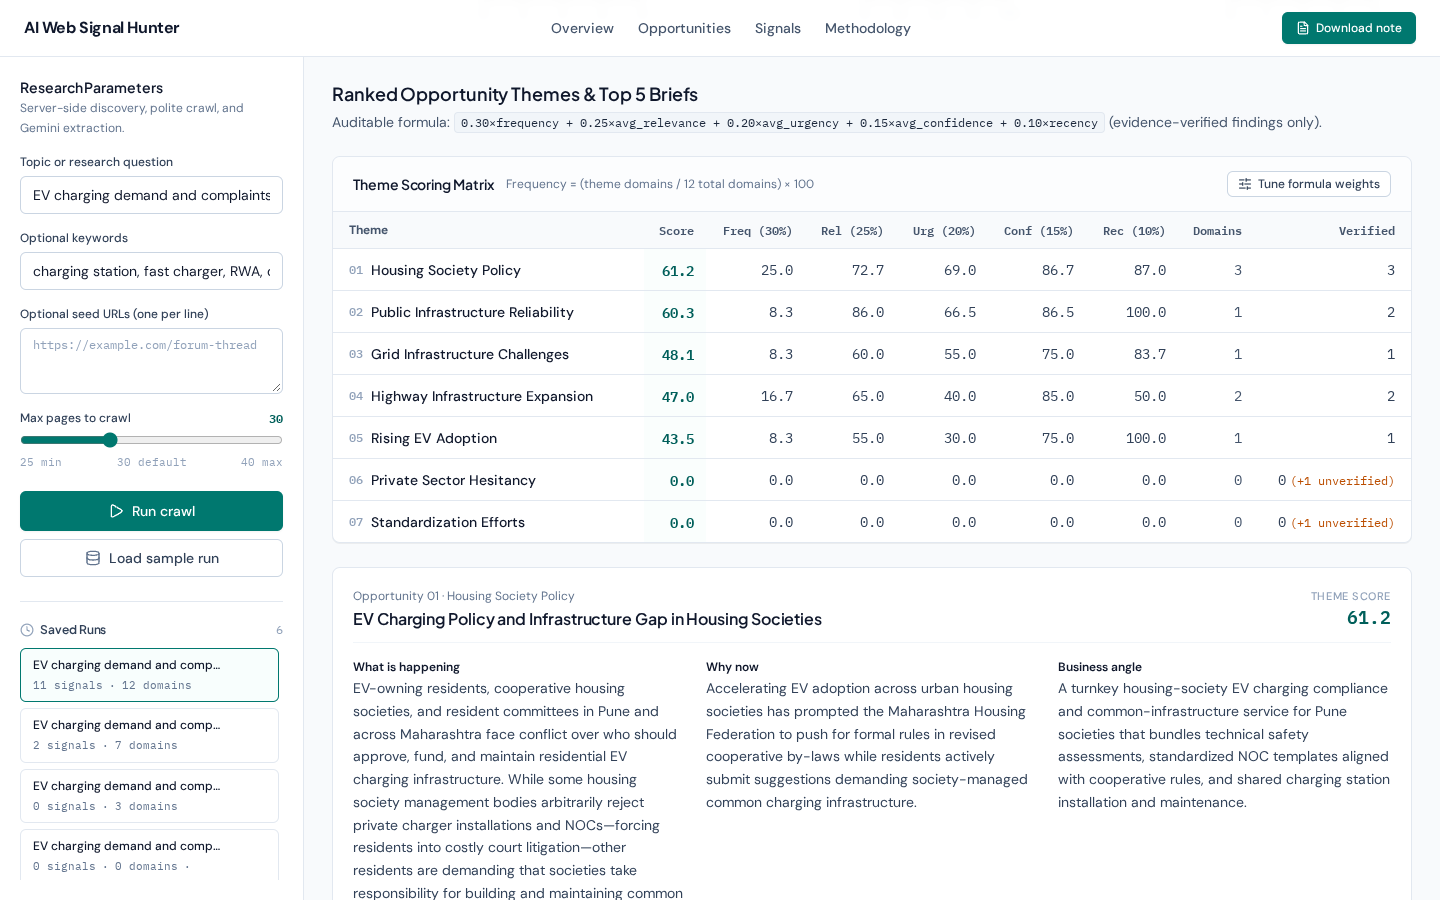 AI Web Signal Hunter
Overview Opportunities Signals Methodology
Download note
Research Parameters
Server-side discovery, polite crawl, and
Gemini extraction.
Topic or research question
EV charging demand and complaints
Optional keywords
charging station, fast charger, RWA,
Optional seed URLs (one per line)
https://example.com/forum-thread
Max pages to crawl 30
25 min 30 default 40 max
Run crawl
Load sample run
Saved Runs 6
EV charging demand and comp...
11 signals · 12 domains
EV charging demand and comp...
2 signals · 7 domains
EV charging demand and comp...
0 signals · 3 domains
EV charging demand and comp...
0 signals · 0 domains ·
Ranked Opportunity Themes & Top 5 Briefs
Auditable formula: 0.30×frequency + 0.25×avg_relevance + 0.20×avg_urgency + 0.15×avg_confidence + 0.10×recency (evidence-verified findings only).
Theme Scoring Matrix Frequency = (theme domains / 12 total domains) × 100
Tune formula weights
Theme Score Freq (30%) Rel (25%) Urg (20%) Conf (15%) Rec (10%) Domains Verified
01 Housing Society Policy 61.2 25.0 72.7 69.0 86.7 87.0 3 3
02 Public Infrastructure Reliability 60.3 8.3 86.0 66.5 86.5 100.0 1 2
03 Grid Infrastructure Challenges 48.1 8.3 60.0 55.0 75.0 83.7 1 1
04 Highway Infrastructure Expansion 47.0 16.7 65.0 40.0 85.0 50.0 2 2
05 Rising EV Adoption 43.5 8.3 55.0 30.0 75.0 100.0 1 1
06 Private Sector Hesitancy 0.0 0.0 0.0 0.0 0.0 0.0 0 0 (+1 unverified)
07 Standardization Efforts 0.0 0.0 0.0 0.0 0.0 0.0 0 0 (+1 unverified)
Opportunity 01 · Housing Society Policy
EV Charging Policy and Infrastructure Gap in Housing Societies
THEME SCORE
61.2
What is happening
EV-owning residents, cooperative housing
societies, and resident committees in Pune and
across Maharashtra face conflict over who should
approve, fund, and maintain residential EV
charging infrastructure. While some housing
society management bodies arbitrarily reject
private charger installations and NOCs—forcing
residents into costly court litigation—other
residents are demanding that societies take
responsibility for building and maintaining common
Why now
Accelerating EV adoption across urban housing
societies has prompted the Maharashtra Housing
Federation to push for formal rules in revised
cooperative by-laws while residents actively
submit suggestions demanding society-managed
common charging infrastructure.
Business angle
A turnkey housing-society EV charging compliance
and common-infrastructure service for Pune
societies that bundles technical safety
assessments, standardized NOC templates aligned
with cooperative rules, and shared charging station
installation and maintenance.